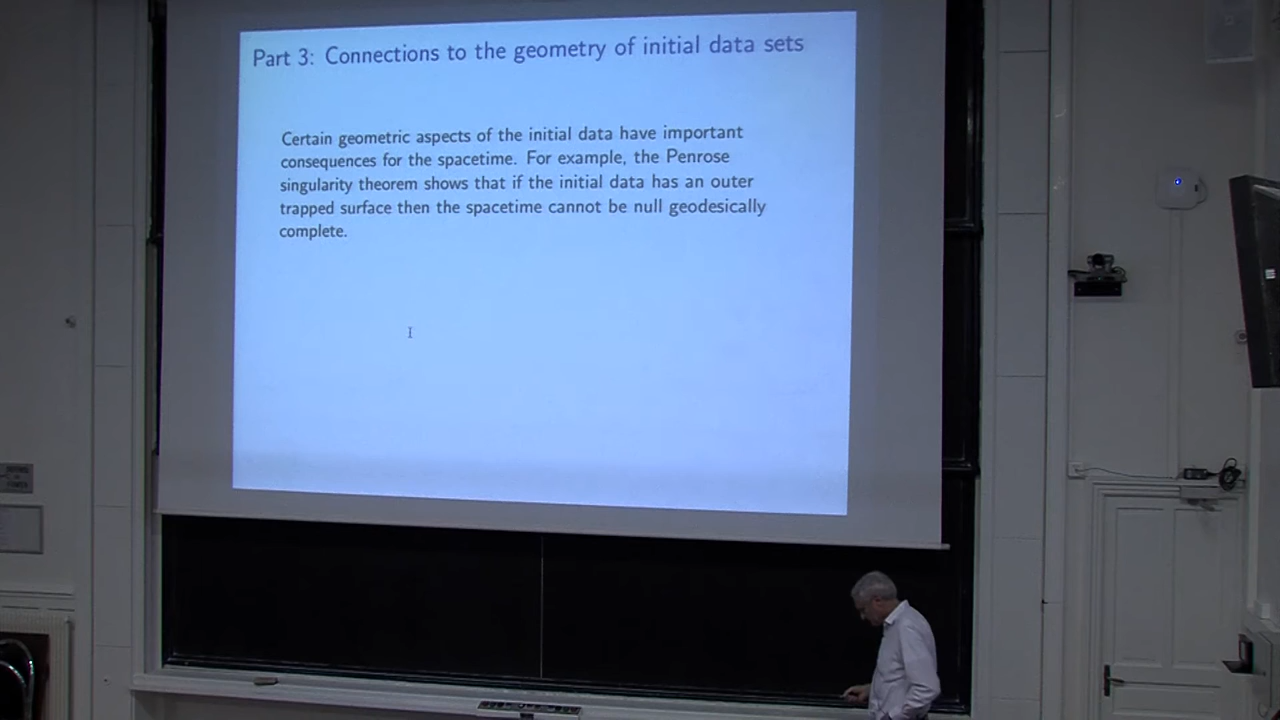 Part 3: Connections to the geometry of initial data sets
Certain geometric aspects of the initial data have important
consequences for the spacetime. For example, the Penrose
singularity theorem shows that if the initial data has an outer
trapped surface then the spacetime cannot be null geodesically
complete.